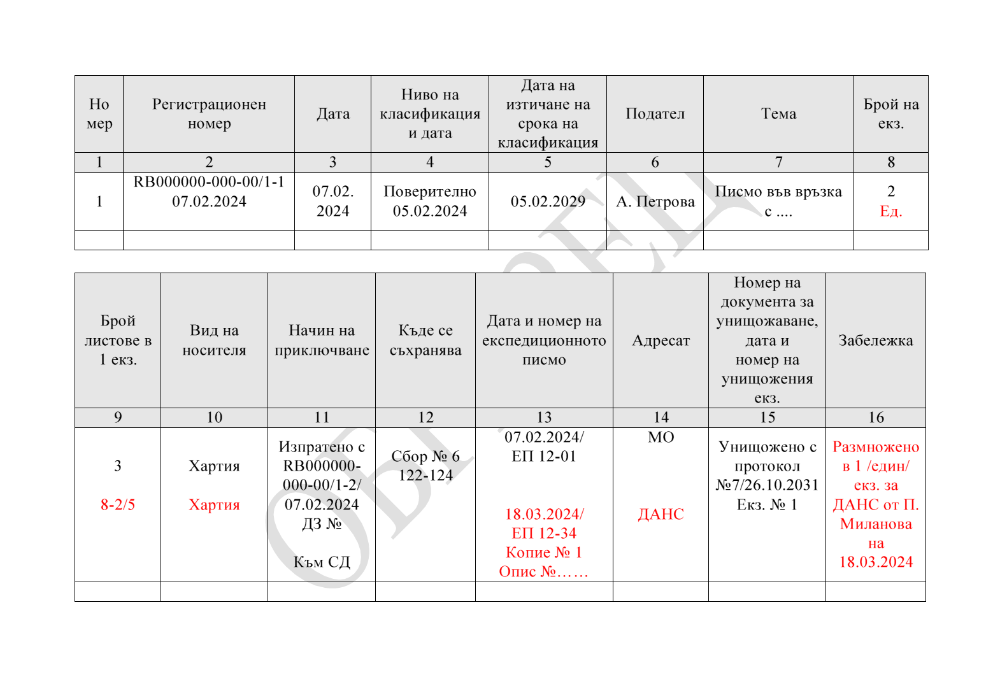 Но
мер
Регистрационен
номер
Дата
Ниво на
класификация
и дата
Дата на
изтичане на
срока на
класификация
Подател
Тема
Брой на
екз.
1
2
3
4
5
6
7
8
1
RB000000-000-00/1-1
07.02.2024
07.02.
2024
Поверително
05.02.2024
05.02.2029
А. Петрова
Писмо във връзка
с ....
2
Ед.
Брой
листове в
1 екз.
Вид на
носителя
Начин на
приключване
Къде се
съхранява
Дата и номер на
експедиционното
писмо
Адресат
Номер на
документа за
унищожаване,
дата и
номер на
унищожения
екз.
Забележка
9
10
11
12
13
14
15
16
3
8-2/5
Хартия
Хартия
Изпратено с
RB000000-
000-00/1-2/
07.02.2024
ДЗ №
Към СД
Сбор № 6
122-124
07.02.2024/
ЕП 12-01
18.03.2024/
ЕП 12-34
Копие № 1
Опис №……
МО
ДАНС
Унищожено с
протокол
№7/26.10.2031
Екз. № 1
Размножено
в 1 /един/
екз. за
ДАНС от П.
Миланова
на
18.03.2024
ОБРАЗЕЦ